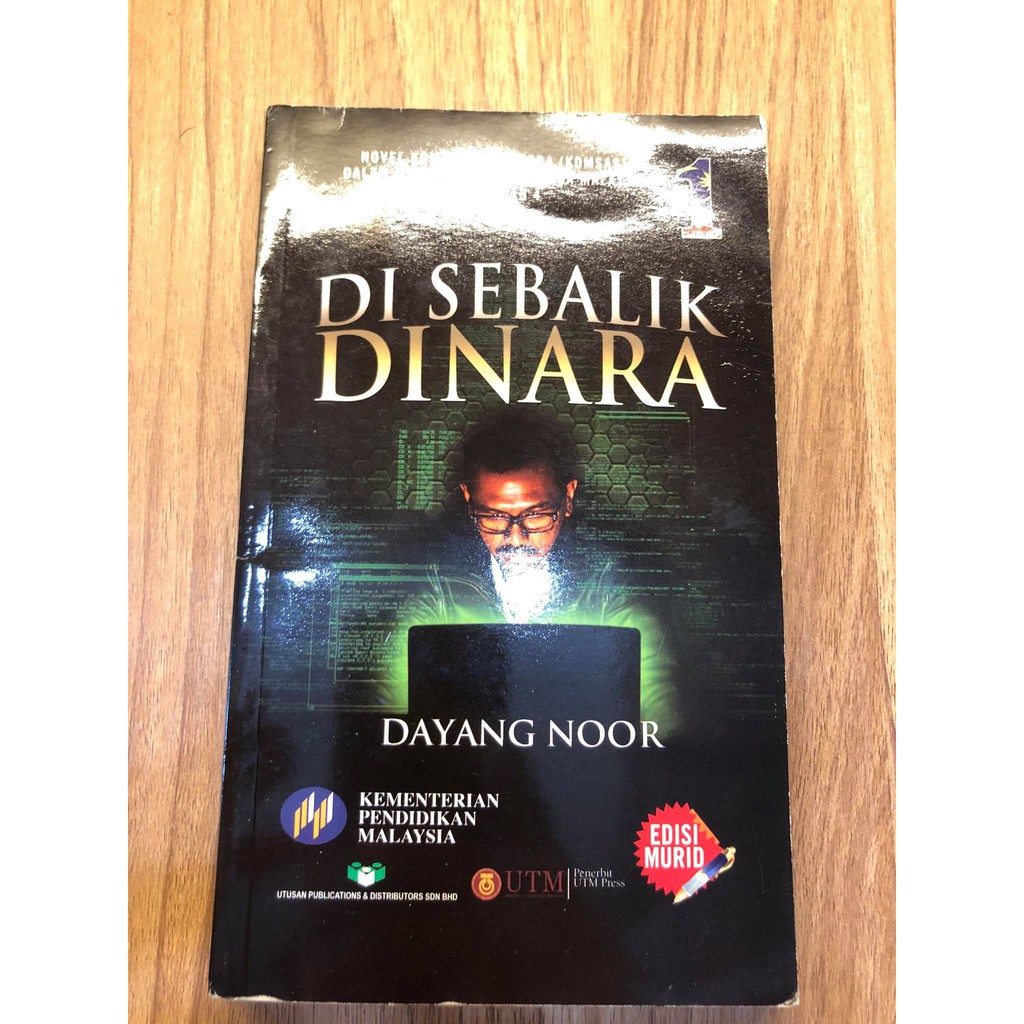 DI SEBALIK
DINARA
DAYANG NOOR
KEMENTERIAN
PENDIDIKAN
MALAYSIA
UTUSAN PUBLICATIONS & DISTRIBUTORS SDN BHD
UTM
Penerbit
UTM Press
EDISI
MURID